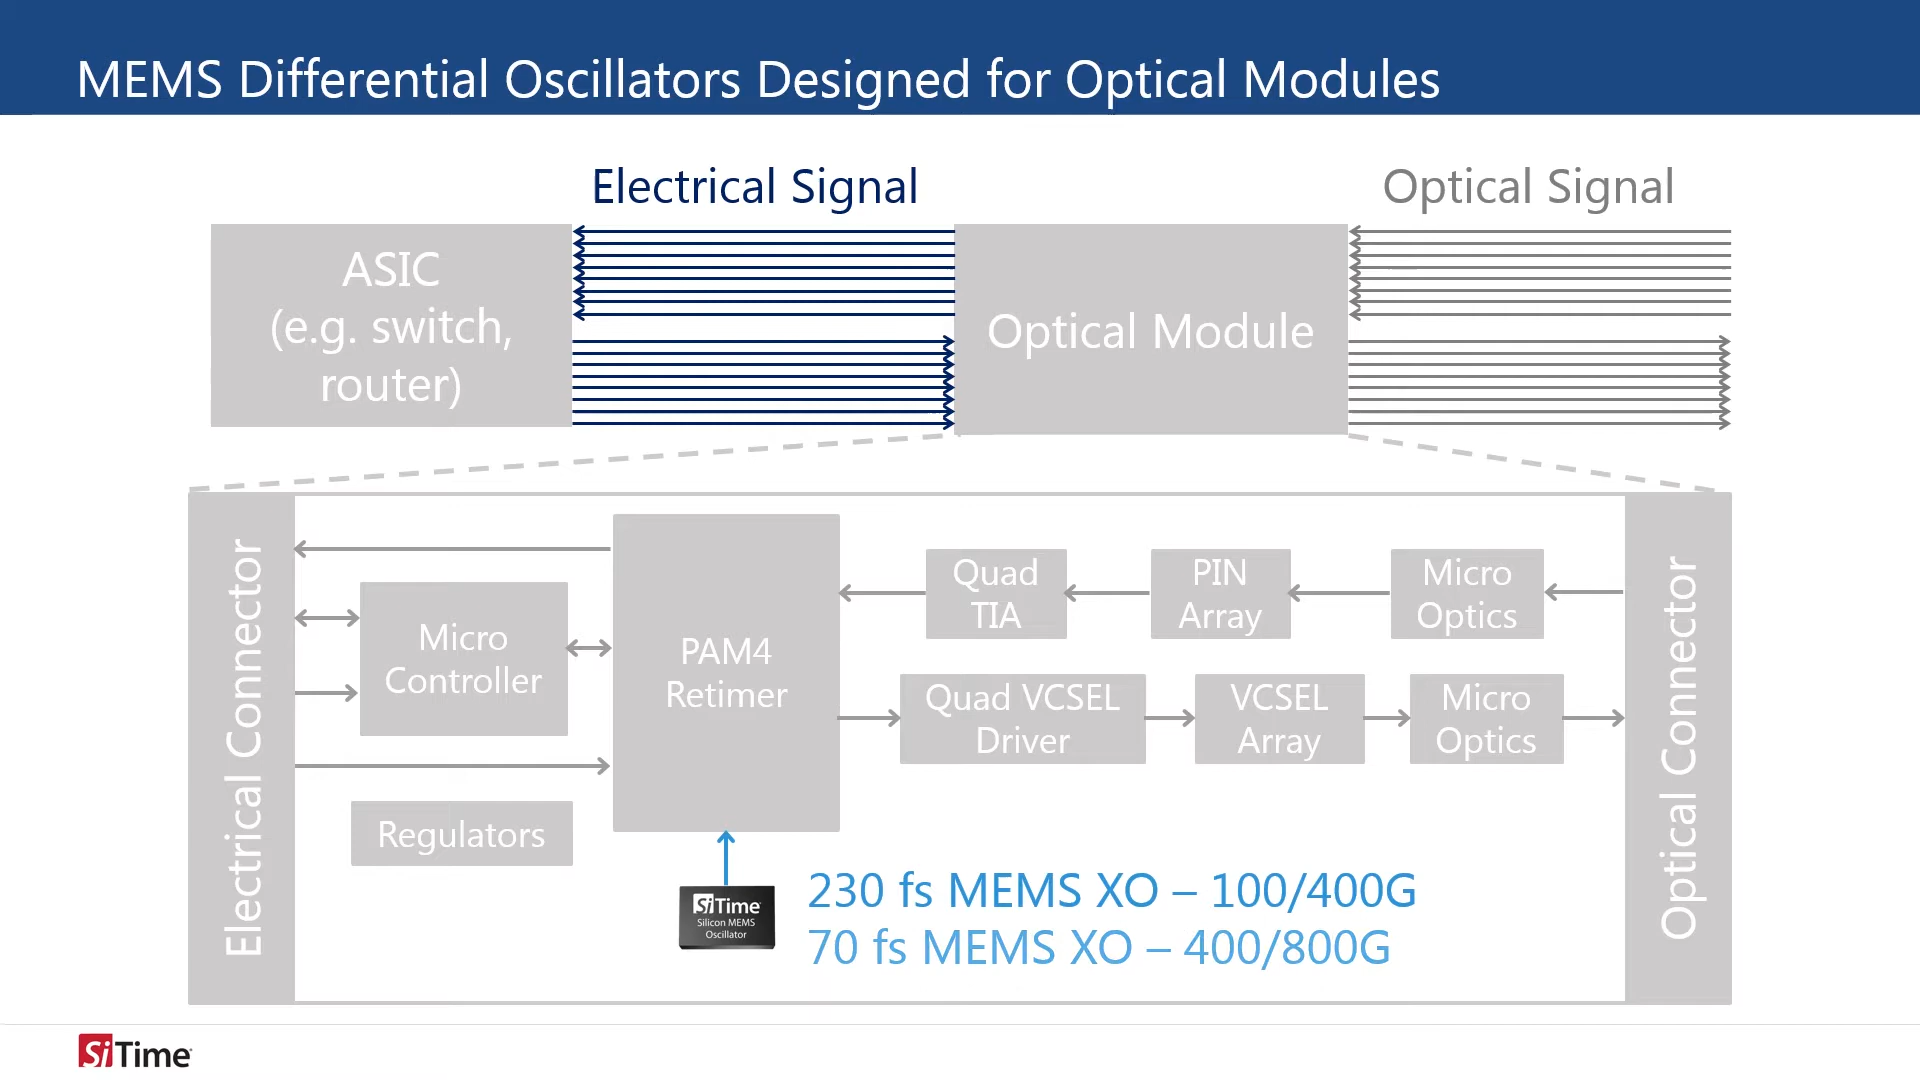 MEMS Differential Oscillators Designed for Optical Modules
Electrical Signal
Optical Signal
ASIC
(e.g. switch,
router)
Optical Module
Electrical Connector
Micro
Controller
Regulators
PAM4
Retimer
Quad
TIA
PIN
Array
Micro
Optics
Quad VCSEL
Driver
VCSEL
Array
Micro
Optics
Optical Connector
SiTime
Silicon MEMS
Oscillator
230 fs MEMS XO – 100/400G
70 fs MEMS XO – 400/800G
SiTime